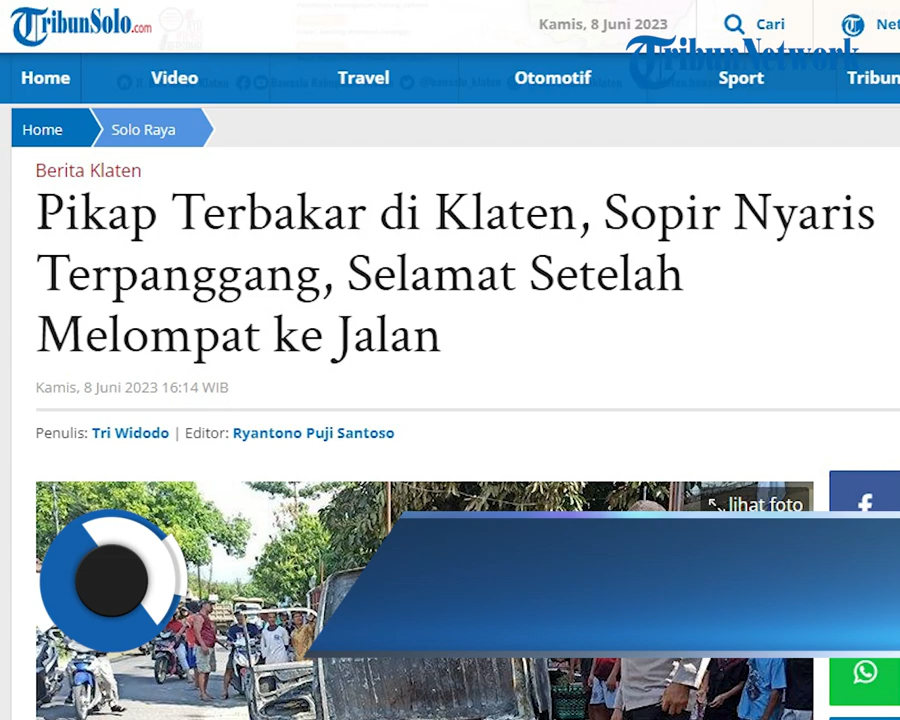 TribunSolo.com
Kamis, 8 Juni 2023
Cari
Net
TribunNetwork
Home
Video
Travel
Otomotif
Sport
Tribun
Home
Solo Raya
Berita Klaten
Pikap Terbakar di Klaten, Sopir Nyaris
Terpanggang, Selamat Setelah
Melompat ke Jalan
Kamis, 8 Juni 2023 16:14 WIB
Penulis: Tri Widodo | Editor: Ryantono Puji Santoso
lihat foto